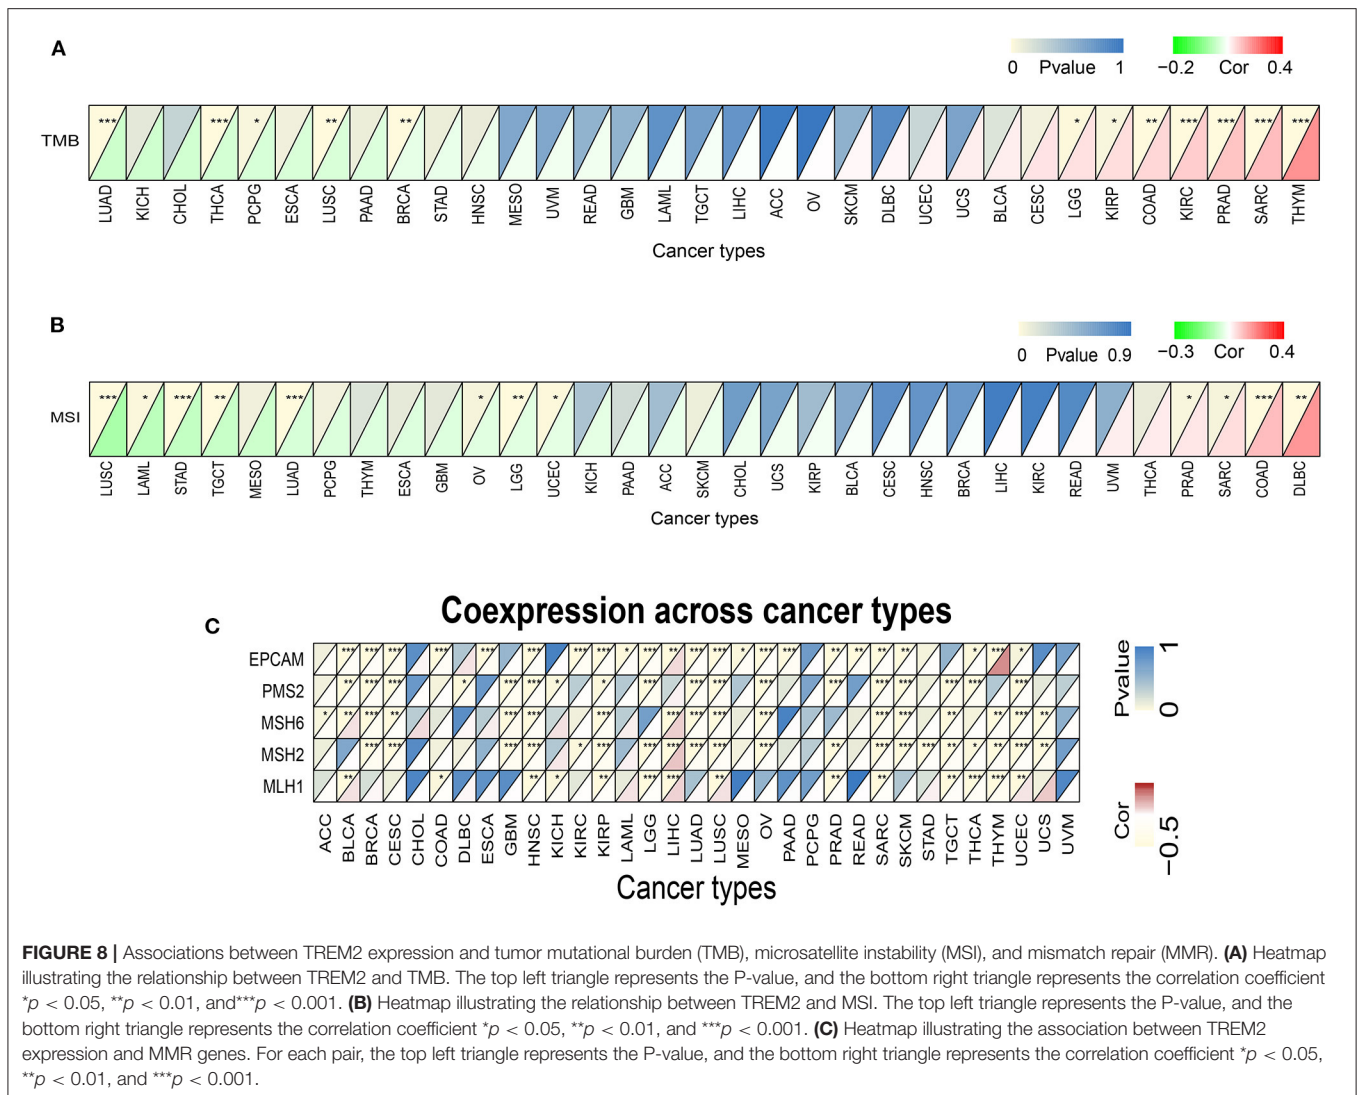 A
0 Pvalue 1 −0.2 Cor 0.4
TMB *** *** * ** ** * * ** *** *** *** ***
LUAD KICH CHOL THCA PCPG ESCA LUSC PAAD BRCA STAD HNSC MESO UVM READ GBM LAML TGCT LIHC ACC OV SKCM DLBC UCEC UCS BLCA CESC LGG KIRP COAD KIRC PRAD SARC THYM
Cancer types
B
0 Pvalue 0.9 −0.3 Cor 0.4
MSI *** * *** ** *** * ** * * * *** **
LUSC LAML STAD TGCT MESO LUAD PCPG THYM ESCA GBM OV LGG UCEC KICH PAAD ACC SKCM CHOL UCS KIRP BLCA CESC HNSC BRCA LIHC KIRC READ UVM THCA PRAD SARC COAD DLBC
Cancer types
Coexpression across cancer types
C
EPCAM
PMS2
MSH6
MSH2
MLH1
ACC BLCA BRCA CESC CHOL COAD DLBC ESCA GBM HNSC KICH KIRC KIRP LAML LGG LIHC LUAD LUSC MESO OV PAAD PCPG PRAD READ SARC SKCM STAD TGCT THCA THYM UCEC UCS UVM
Cancer types
Pvalue 0 1
Cor −0.5
FIGURE 8 | Associations between TREM2 expression and tumor mutational burden (TMB), microsatellite instability (MSI), and mismatch repair (MMR). (A) Heatmap
illustrating the relationship between TREM2 and TMB. The top left triangle represents the P-value, and the bottom right triangle represents the correlation coefficient
*p < 0.05, **p < 0.01, and***p < 0.001. (B) Heatmap illustrating the relationship between TREM2 and MSI. The top left triangle represents the P-value, and the
bottom right triangle represents the correlation coefficient *p < 0.05, **p < 0.01, and ***p < 0.001. (C) Heatmap illustrating the association between TREM2
expression and MMR genes. For each pair, the top left triangle represents the P-value, and the bottom right triangle represents the correlation coefficient *p < 0.05,
**p < 0.01, and ***p < 0.001.